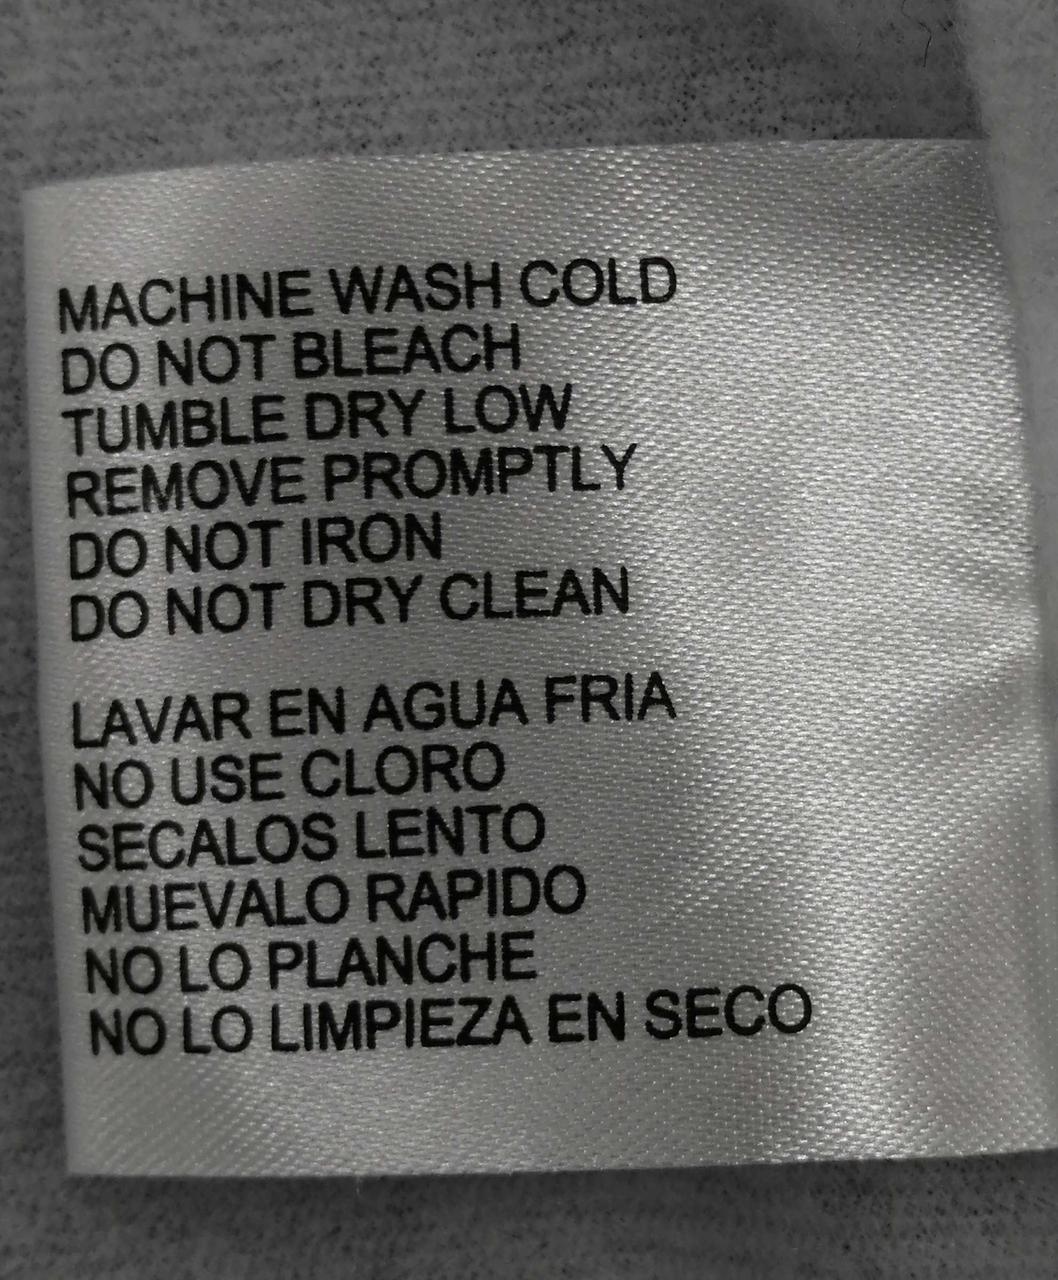 MACHINE WASH COLD
DO NOT BLEACH
TUMBLE DRY LOW
REMOVE PROMPTLY
DO NOT IRON
DO NOT DRY CLEAN
LAVAR EN AGUA FRIA
NO USE CLORO
SECALOS LENTO
MUEVALO RAPIDO
NO LO PLANCHE
NO LO LIMPIEZA EN SECO